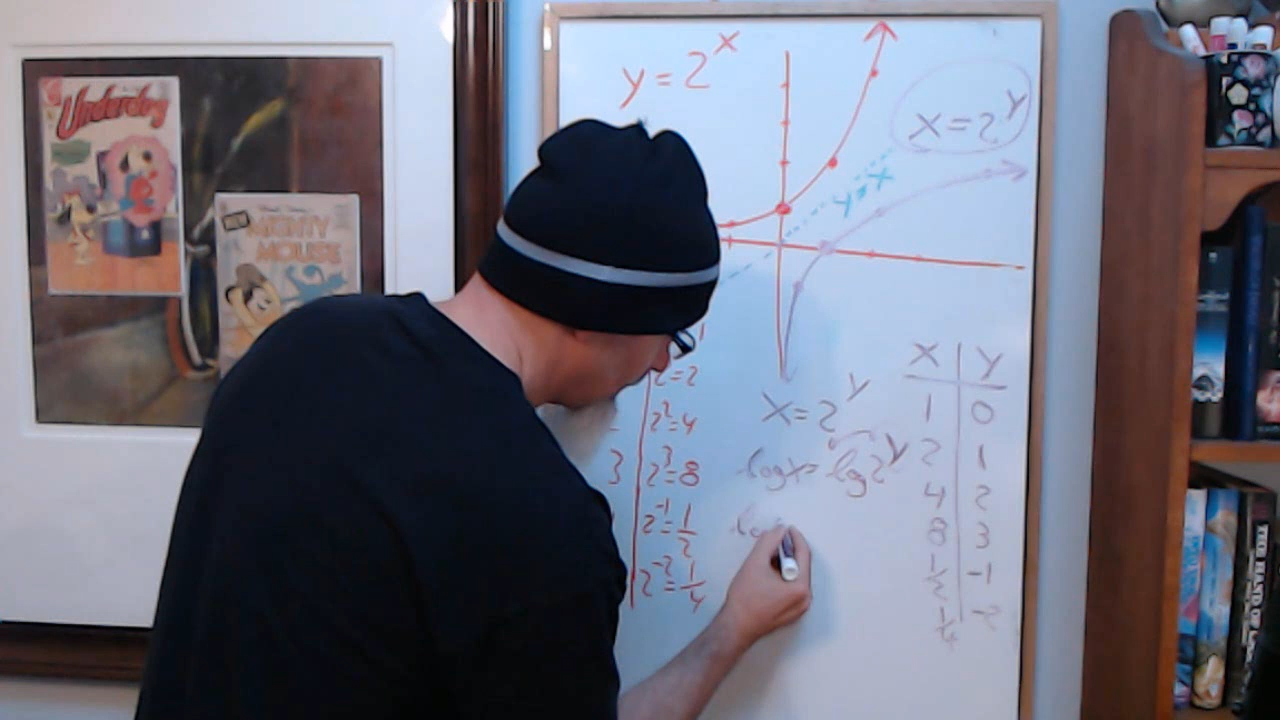 Underdog
NEW
MIGHTY
MOUSE
y = 2^x
x = 2^y
y = x
2 = 2
2^2 = 4
3 2^3 = 8
2^-1 = 1/2
2^-2 = 1/4
x = 2^y
log x = log 2^y
log
x y
1 0
2 1
4 2
8 3
1/2 -1
1/4 -2